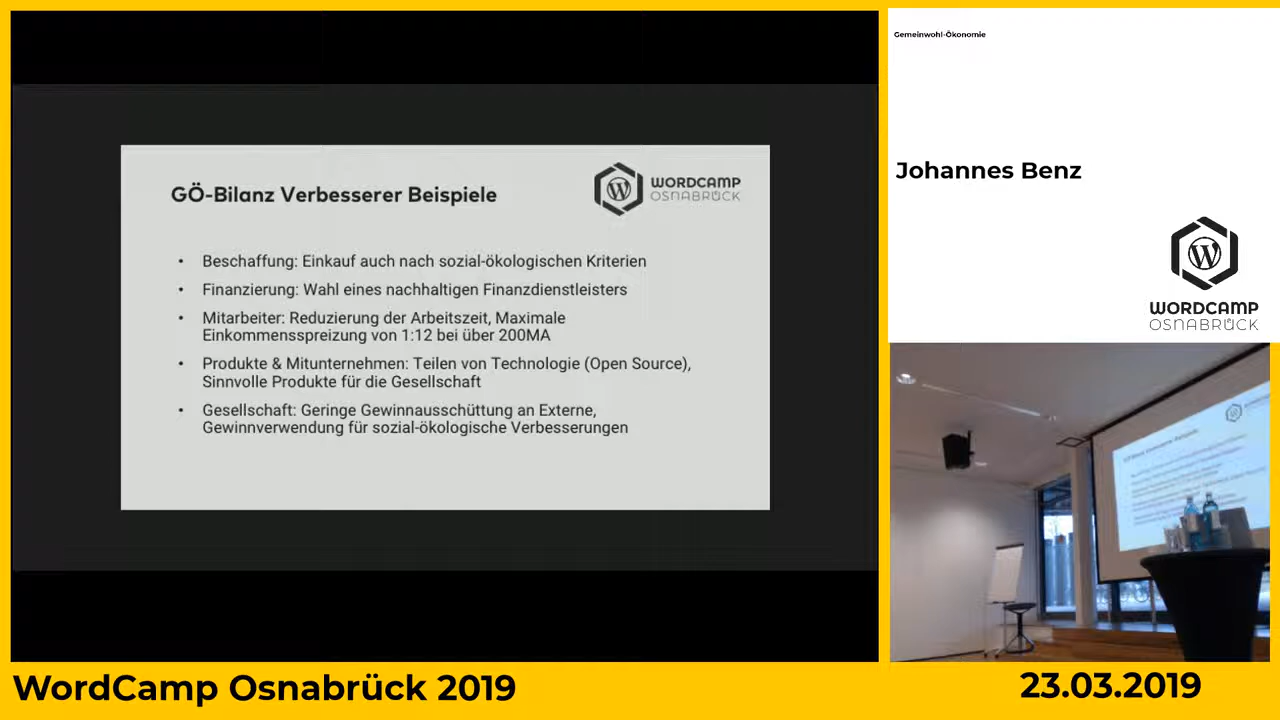 GÖ-Bilanz Verbesserer Beispiele
WORDCAMP
OSNABRÜCK
• Beschaffung: Einkauf auch nach sozial-ökologischen Kriterien
• Finanzierung: Wahl eines nachhaltigen Finanzdienstleisters
• Mitarbeiter: Reduzierung der Arbeitszeit, Maximale
Einkommensspreizung von 1:12 bei über 200MA
• Produkte & Mitunternehmen: Teilen von Technologie (Open Source),
Sinnvolle Produkte für die Gesellschaft
• Gesellschaft: Geringe Gewinnausschüttung an Externe,
Gewinnverwendung für sozial-ökologische Verbesserungen
Gemeinwohl-Ökonomie
Johannes Benz
WORDCAMP
OSNABRÜCK
WordCamp Osnabrück 2019
23.03.2019